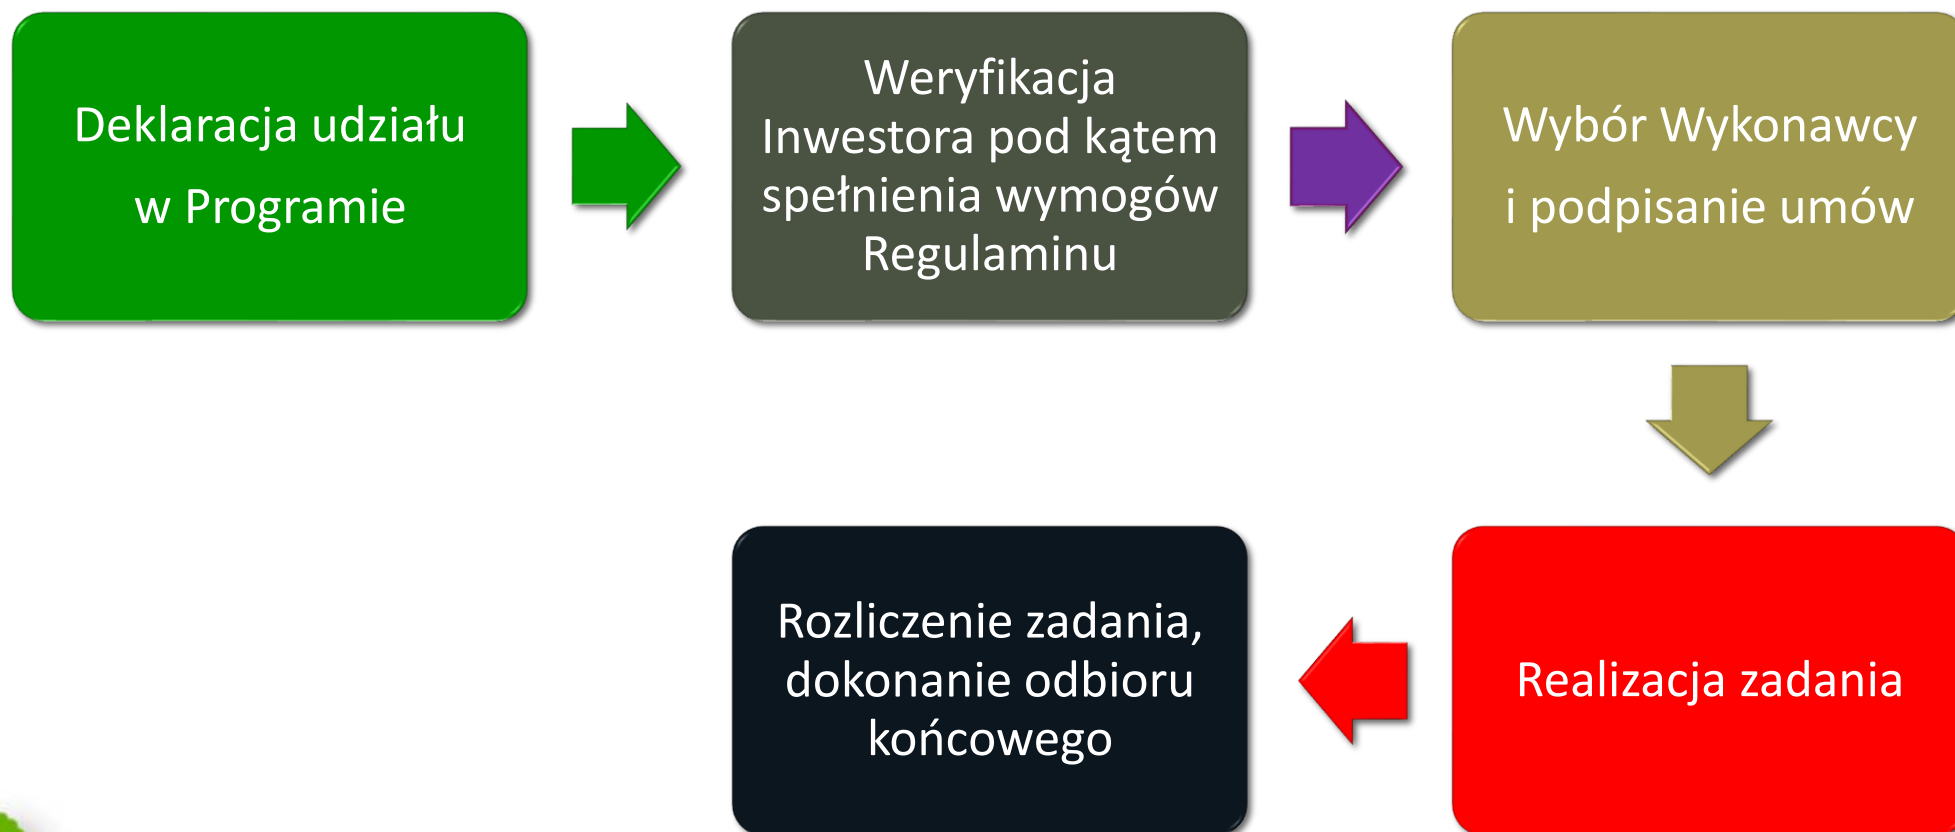 Deklaracja udziału
w Programie
Weryfikacja
Inwestora pod kątem
spełnienia wymogów
Regulaminu
Wybór Wykonawcy
i podpisanie umów
Realizacja zadania
Rozliczenie zadania,
dokonanie odbioru
końcowego